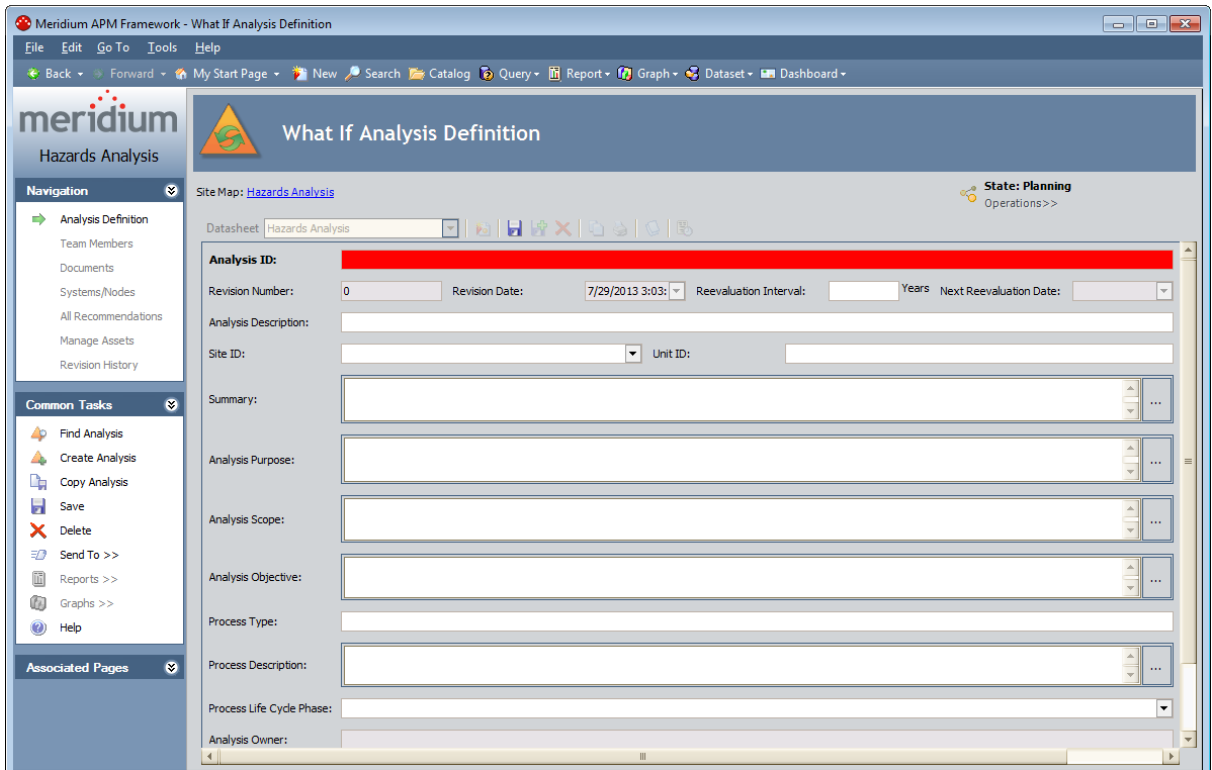 Meridium APM Framework - What If Analysis Definition
File Edit Go To Tools Help
Back Forward My Start Page New Search Catalog Query Report Graph Dataset Dashboard
meridium
Hazards Analysis
What If Analysis Definition
Navigation
Analysis Definition
Team Members
Documents
Systems/Nodes
All Recommendations
Manage Assets
Revision History
Common Tasks
Find Analysis
Create Analysis
Copy Analysis
Save
Delete
Send To >>
Reports >>
Graphs >>
Help
Associated Pages
Site Map: Hazards Analysis
State: Planning
Operations>>
Datasheet Hazards Analysis
Analysis ID:
Revision Number: 0 Revision Date: 7/29/2013 3:03: Reevaluation Interval: Years Next Reevaluation Date:
Analysis Description:
Site ID: Unit ID:
Summary: ...
Analysis Purpose: ...
Analysis Scope: ...
Analysis Objective: ...
Process Type:
Process Description: ...
Process Life Cycle Phase:
Analysis Owner: